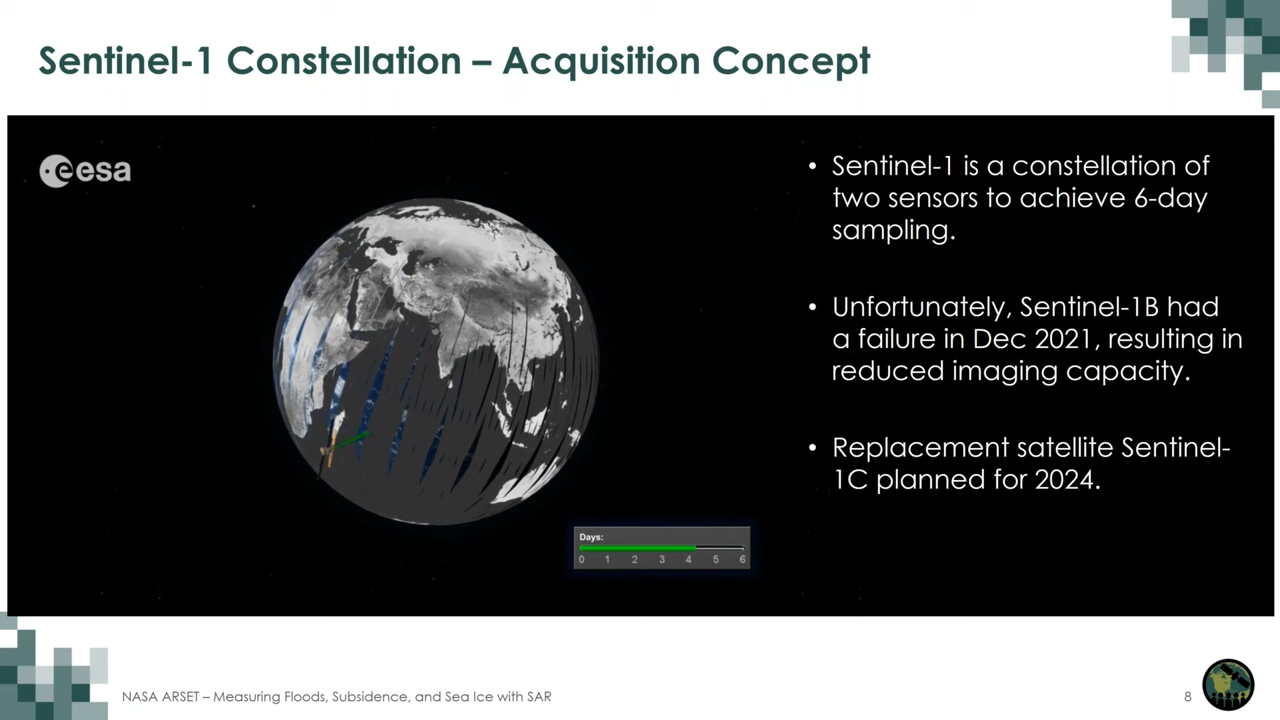 Sentinel-1 Constellation – Acquisition Concept
esa
• Sentinel-1 is a constellation of
two sensors to achieve 6-day
sampling.
• Unfortunately, Sentinel-1B had
a failure in Dec 2021, resulting in
reduced imaging capacity.
• Replacement satellite Sentinel-
1C planned for 2024.
Days:
0 1 2 3 4 5 6
NASA ARSET – Measuring Floods, Subsidence, and Sea Ice with SAR
8